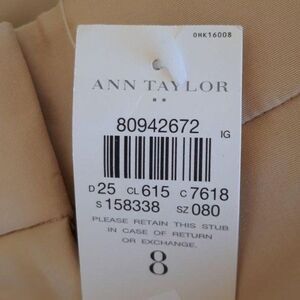 OHK16008
ANN TAYLOR
80942672
IG
D 25 CL 615 C 7618
S 158338 SZ 080
PLEASE RETAIN THIS STUB
IN CASE OF RETURN
OR EXCHANGE.
8